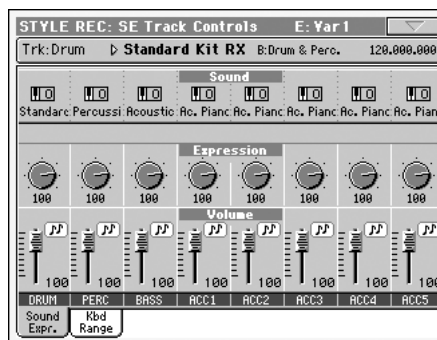 STYLE REC: SE Track Controls E: Var1
Trk:Drum Standard Kit RX B:Drum & Perc. 120.000.000
Sound
Standarc Percussi Acoustic Ac. Pianc Ac. Pianc Ac. Pianc Ac. Pianc Ac. Pian
Expression
100 100 100 100 100 100 100 100
Volume
100 100 100 100 100 100 100 100
DRUM PERC BASS ACC1 ACC2 ACC3 ACC4 ACC5
Sound Expr. Kbd Range